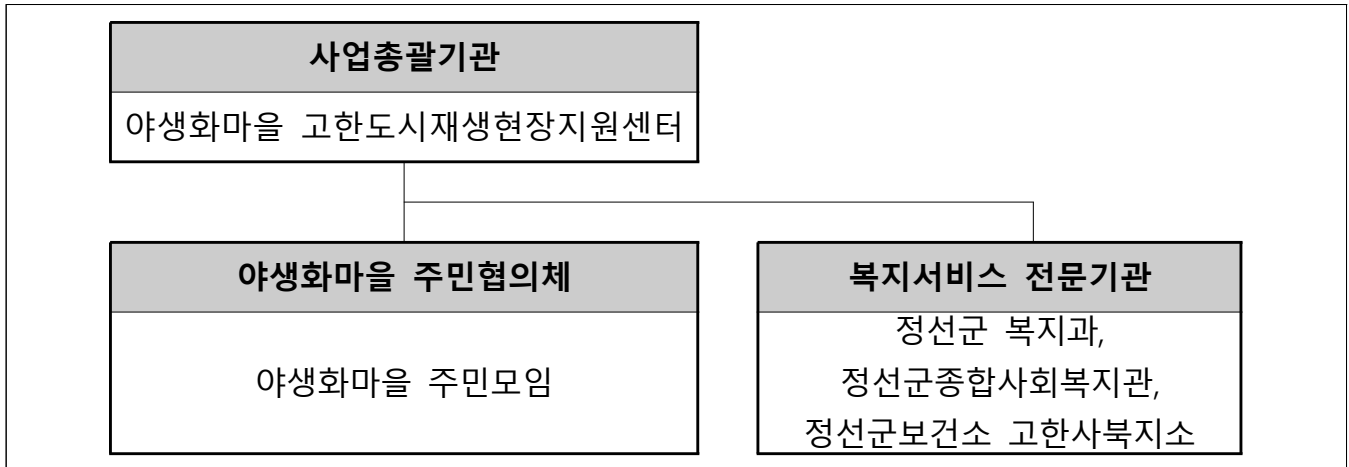 사업총괄기관
야생화마을 고한도시재생현장지원센터
야생화마을 주민협의체
야생화마을 주민모임
복지서비스 전문기관
정선군 복지과,
정선군종합사회복지관,
정선군보건소 고한사북지소